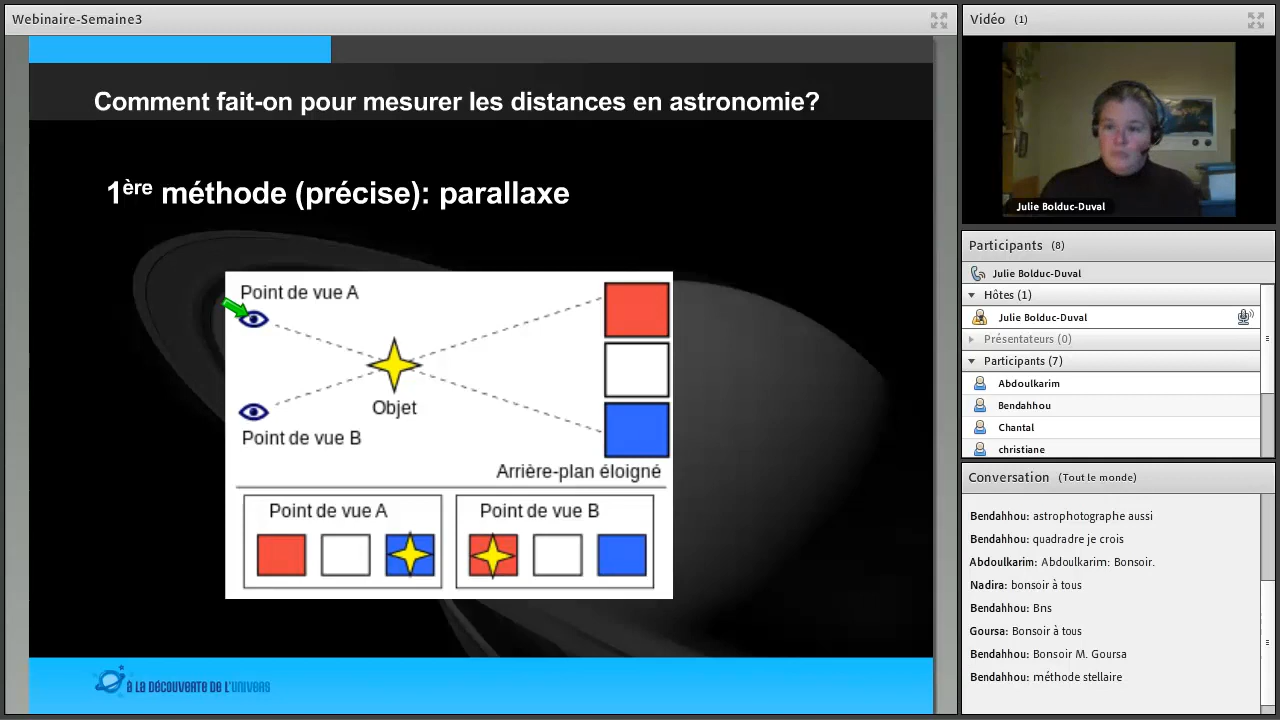 Webinaire-Semaine3
Comment fait-on pour mesurer les distances en astronomie?
1ère méthode (précise): parallaxe
Point de vue A
Objet
Point de vue B
Arrière-plan éloigné
Point de vue A
Point de vue B
À LA DÉCOUVERTE DE L'UNIVERS
Vidéo (1)
Julie Bolduc-Duval
Participants (8)
Julie Bolduc-Duval
Hôtes (1)
Julie Bolduc-Duval
Présentateurs (0)
Participants (7)
Abdoulkarim
Bendahhou
Chantal
christiane
Conversation (Tout le monde)
Bendahhou: astrophotographe aussi
Bendahhou: quadradre je crois
Abdoulkarim: Abdoulkarim: Bonsoir.
Nadira: bonsoir à tous
Bendahhou: Bns
Goursa: Bonsoir à tous
Bendahhou: Bonsoir M. Goursa
Bendahhou: méthode stellaire